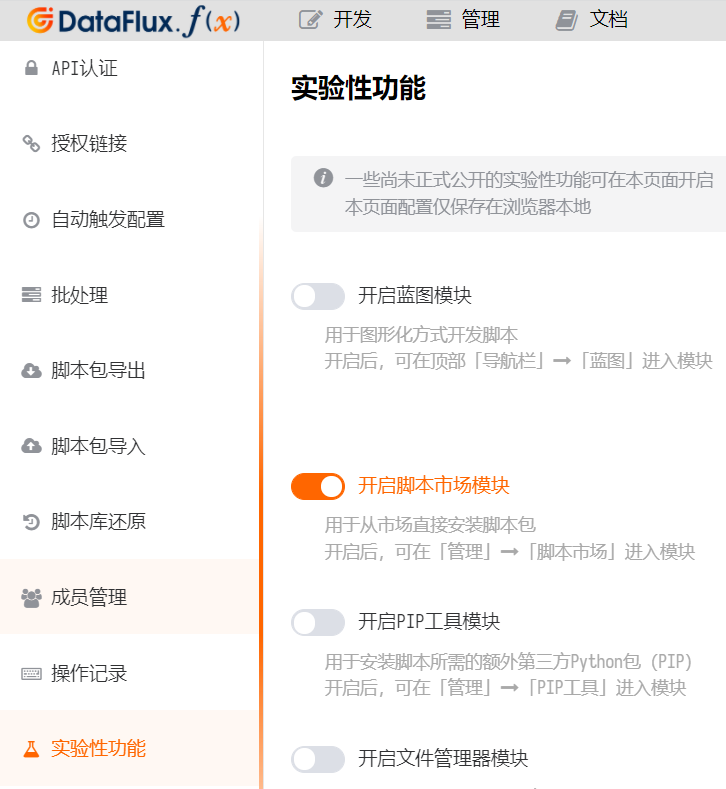 DataFlux.f(x)
开发
管理
文档
API认证
授权链接
自动触发配置
批处理
脚本包导出
脚本包导入
脚本库还原
成员管理
操作记录
实验性功能
实验性功能
一些尚未正式公开的实验性功能可在本页面开启
本页面配置仅保存在浏览器本地
开启蓝图模块
用于图形化方式开发脚本
开启后，可在顶部「导航栏」→「蓝图」进入模块
开启脚本市场模块
用于从市场直接安装脚本包
开启后，可在「管理」→「脚本市场」进入模块
开启PIP工具模块
用于安装脚本所需的额外第三方Python包（PIP）
开启后，可在「管理」→「PIP工具」进入模块
开启文件管理器模块